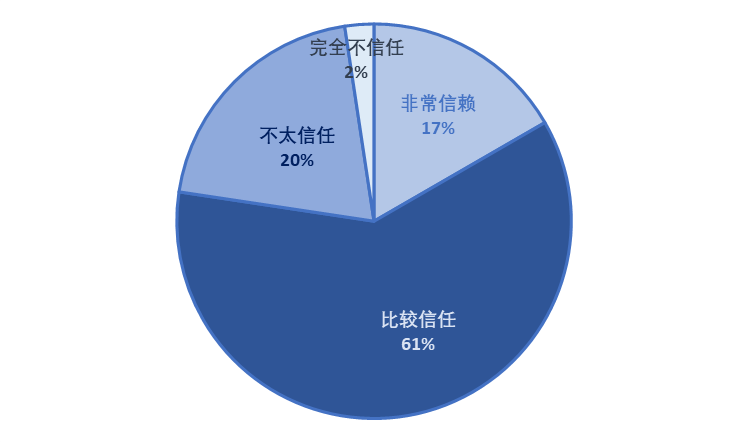 完全不信任
2%
非常信赖
17%
不太信任
20%
比较信任
61%